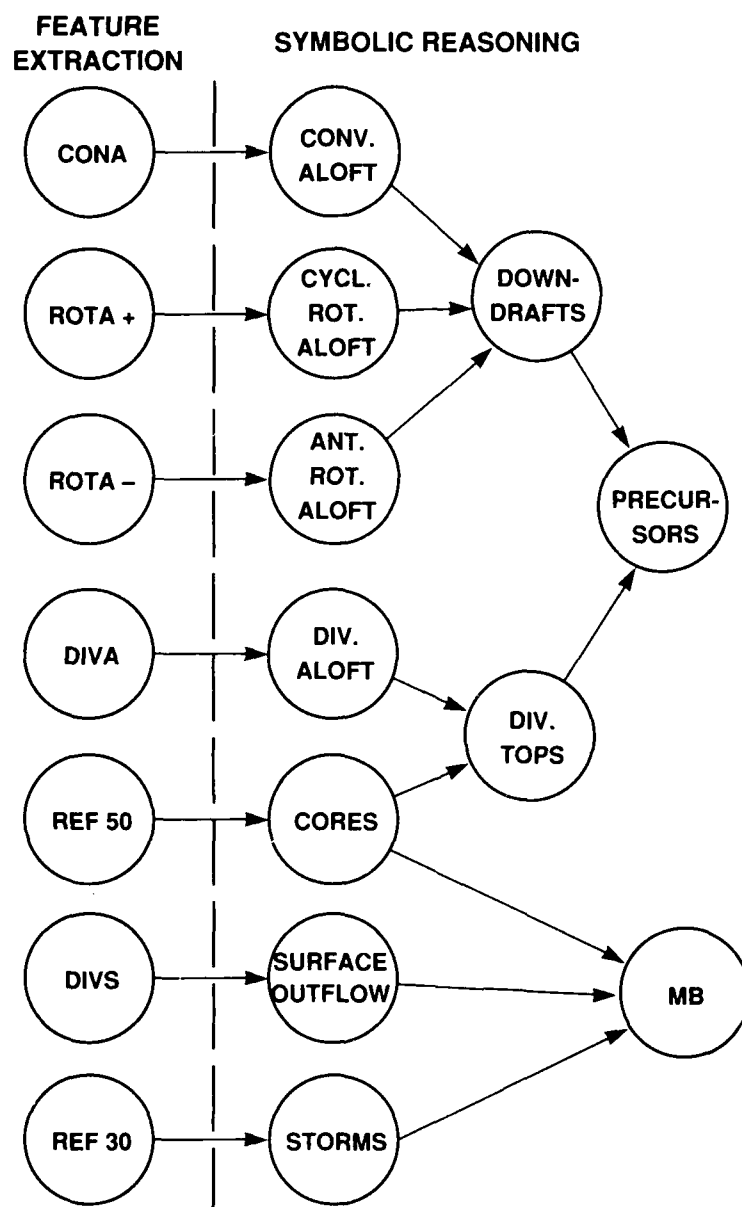 FEATURE
EXTRACTION
SYMBOLIC REASONING
CONA
CONV.
ALOFT
ROTA +
CYCL.
ROT.
ALOFT
DOWN-
DRAFTS
ROTA –
ANT.
ROT.
ALOFT
PRECUR-
SORS
DIVA
DIV.
ALOFT
DIV.
TOPS
REF 50
CORES
DIVS
SURFACE
OUTFLOW
MB
REF 30
STORMS